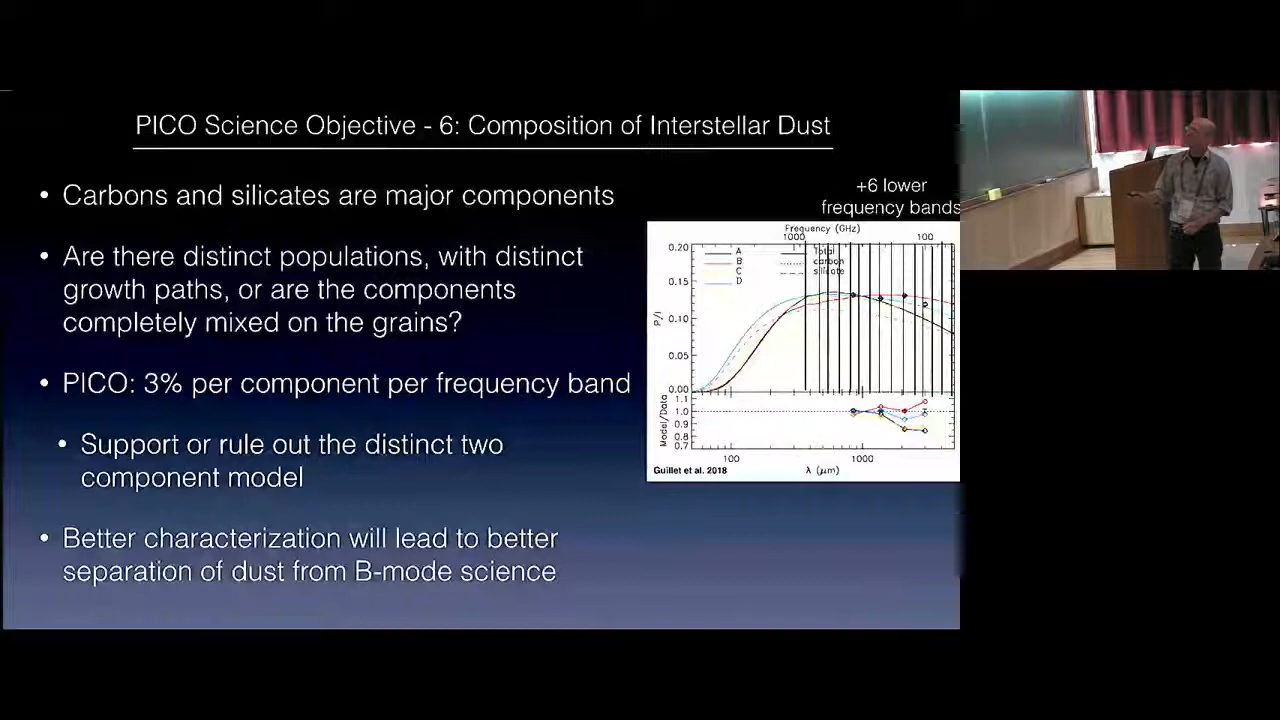 PICO Science Objective - 6: Composition of Interstellar Dust
• Carbons and silicates are major components
• Are there distinct populations, with distinct
growth paths, or are the components
completely mixed on the grains?
• PICO: 3% per component per frequency band
• Support or rule out the distinct two
component model
• Better characterization will lead to better
separation of dust from B-mode science
+6 lower
frequency bands
Frequency (GHz)
1000 100
A Total
B carbon
C silicate
D
P/I
0.20
0.15
0.10
0.05
0.00
Model/Data
1.1
1.0
0.9
0.8
0.7
100 1000
Guillet et al. 2018 λ (μm)